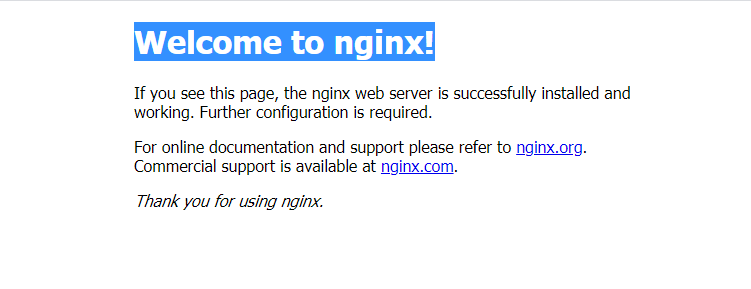 Welcome to nginx!
If you see this page, the nginx web server is successfully installed and
working. Further configuration is required.
For online documentation and support please refer to nginx.org.
Commercial support is available at nginx.com.
Thank you for using nginx.